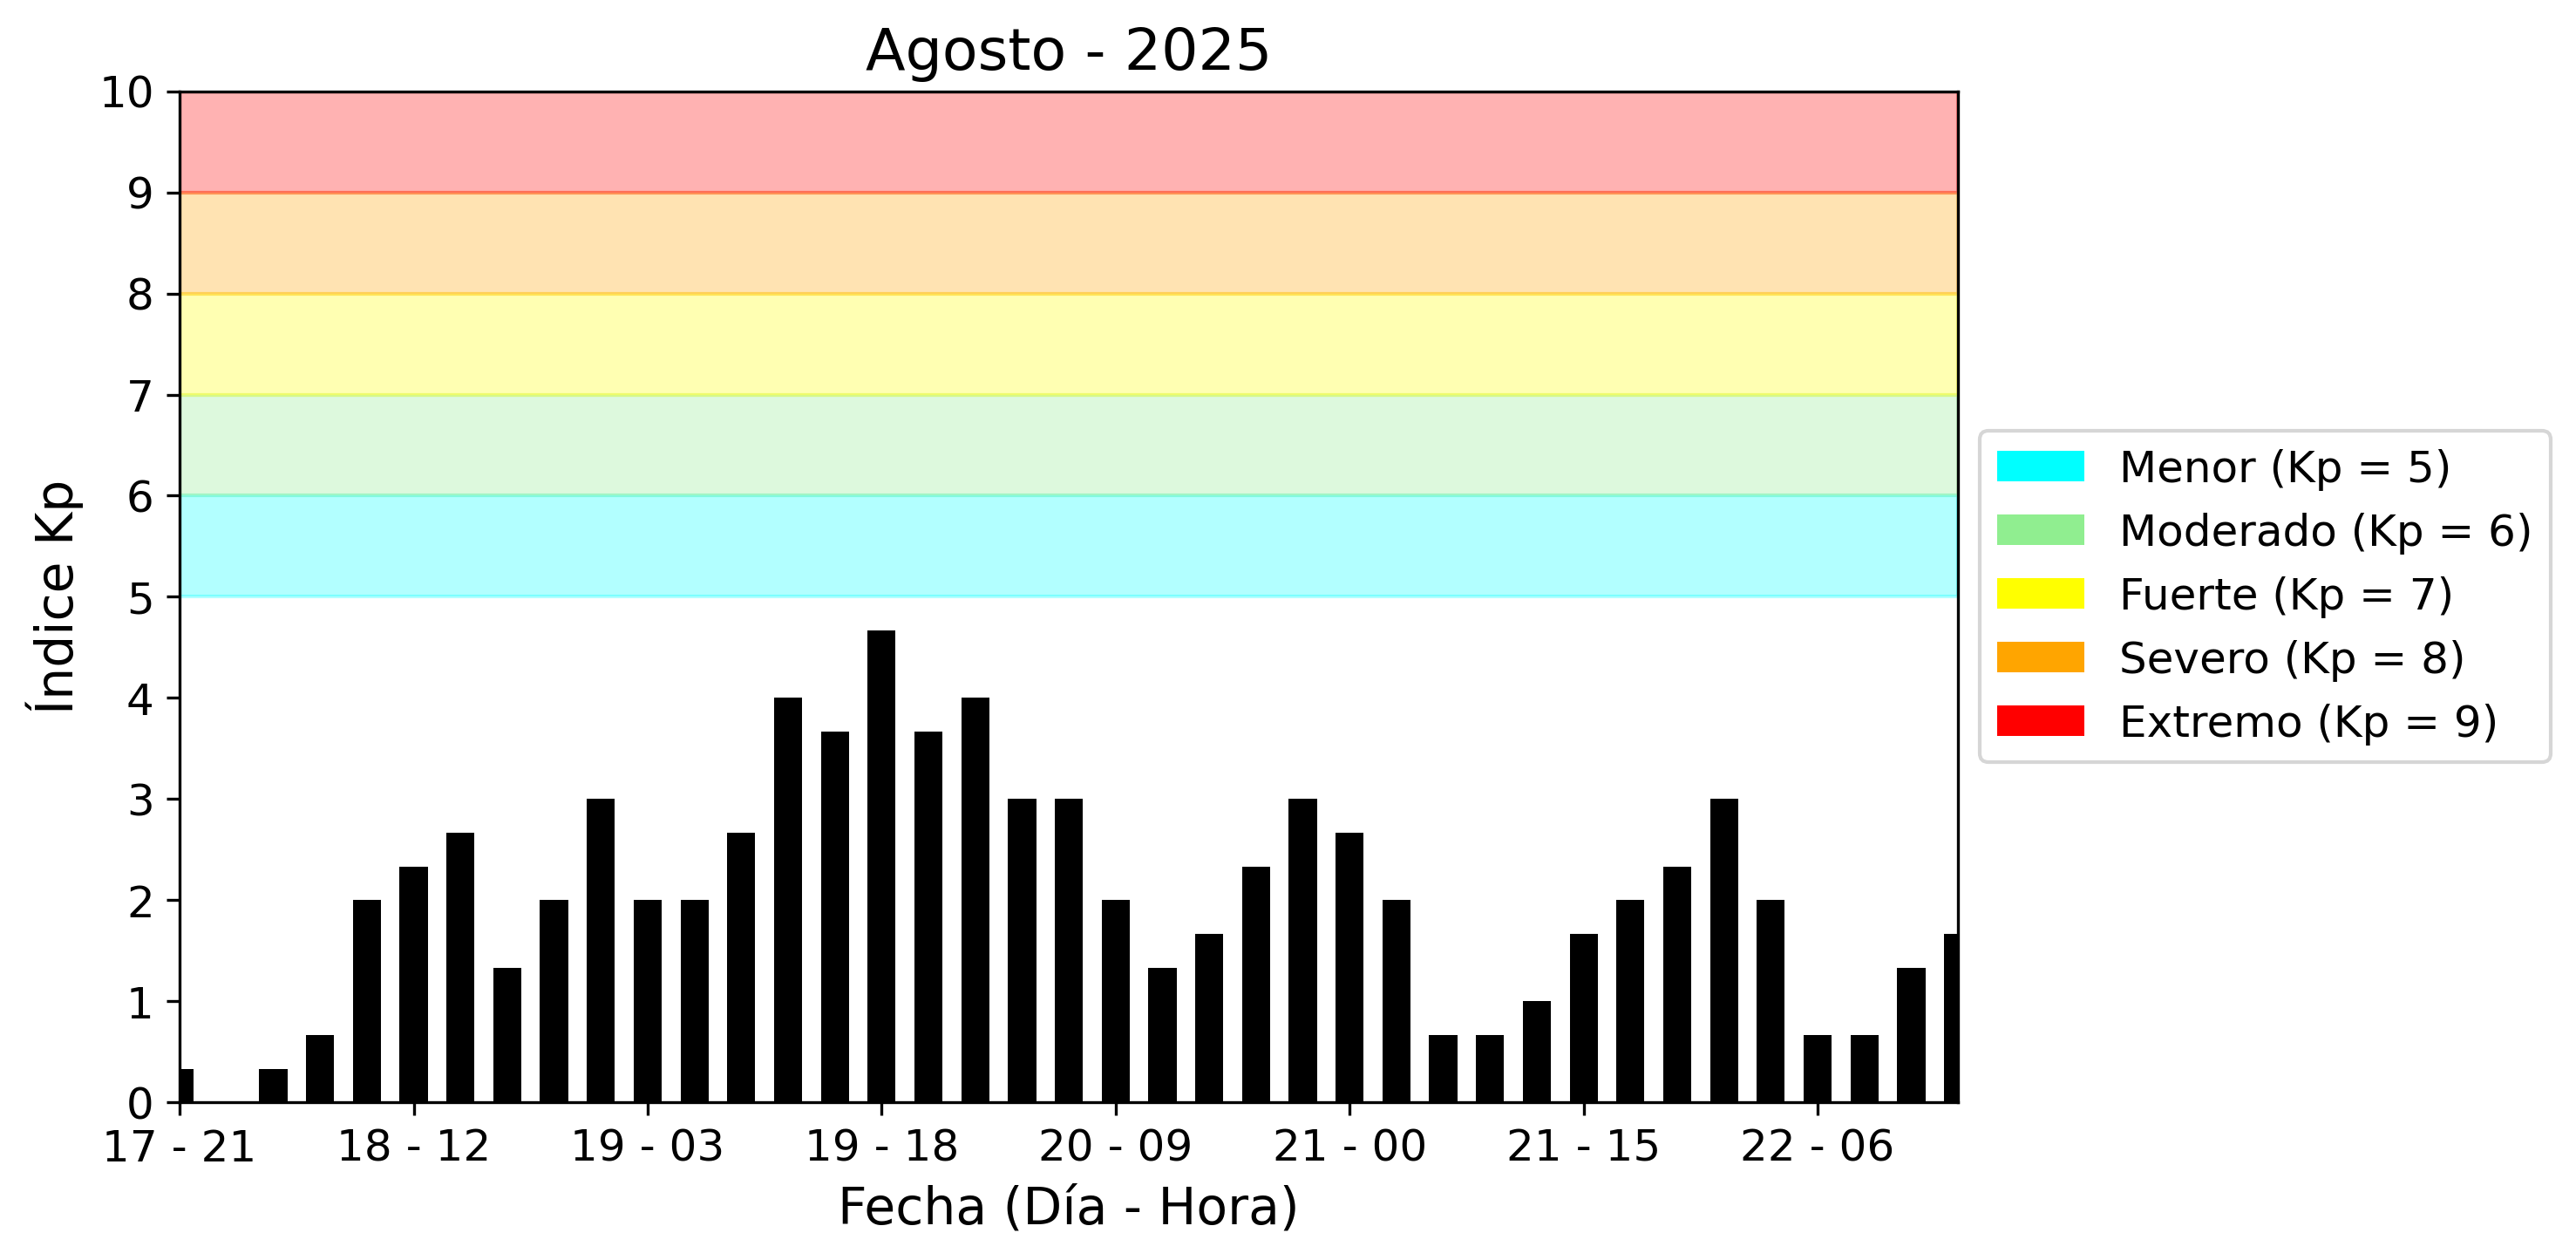 Agosto - 2025
10
9
8
7
6
5
4
3
2
1
0
Índice Kp
17 - 21
18 - 12
19 - 03
19 - 18
20 - 09
21 - 00
21 - 15
22 - 06
Fecha (Día - Hora)
Menor (Kp = 5)
Moderado (Kp = 6)
Fuerte (Kp = 7)
Severo (Kp = 8)
Extremo (Kp = 9)